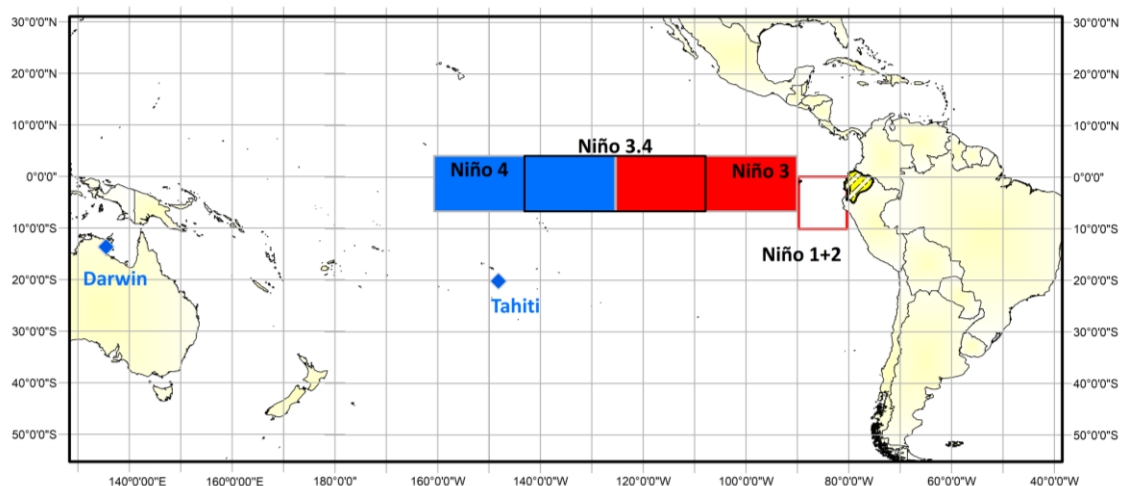 30°0'0"N 30°0'0"N
20°0'0"N 20°0'0"N
10°0'0"N 10°0'0"N
Niño 3.4
Niño 4 Niño 3
0°0'0" 0°0'0"
10°0'0"S 10°0'0"S
Niño 1+2
Darwin
20°0'0"S 20°0'0"S
Tahiti
30°0'0"S 30°0'0"S
40°0'0"S 40°0'0"S
50°0'0"S 50°0'0"S
140°0'0"E 160°0'0"E 180°0'0" 160°0'0"W 140°0'0"W 120°0'0"W 100°0'0"W 80°0'0"W 60°0'0"W 40°0'0"W